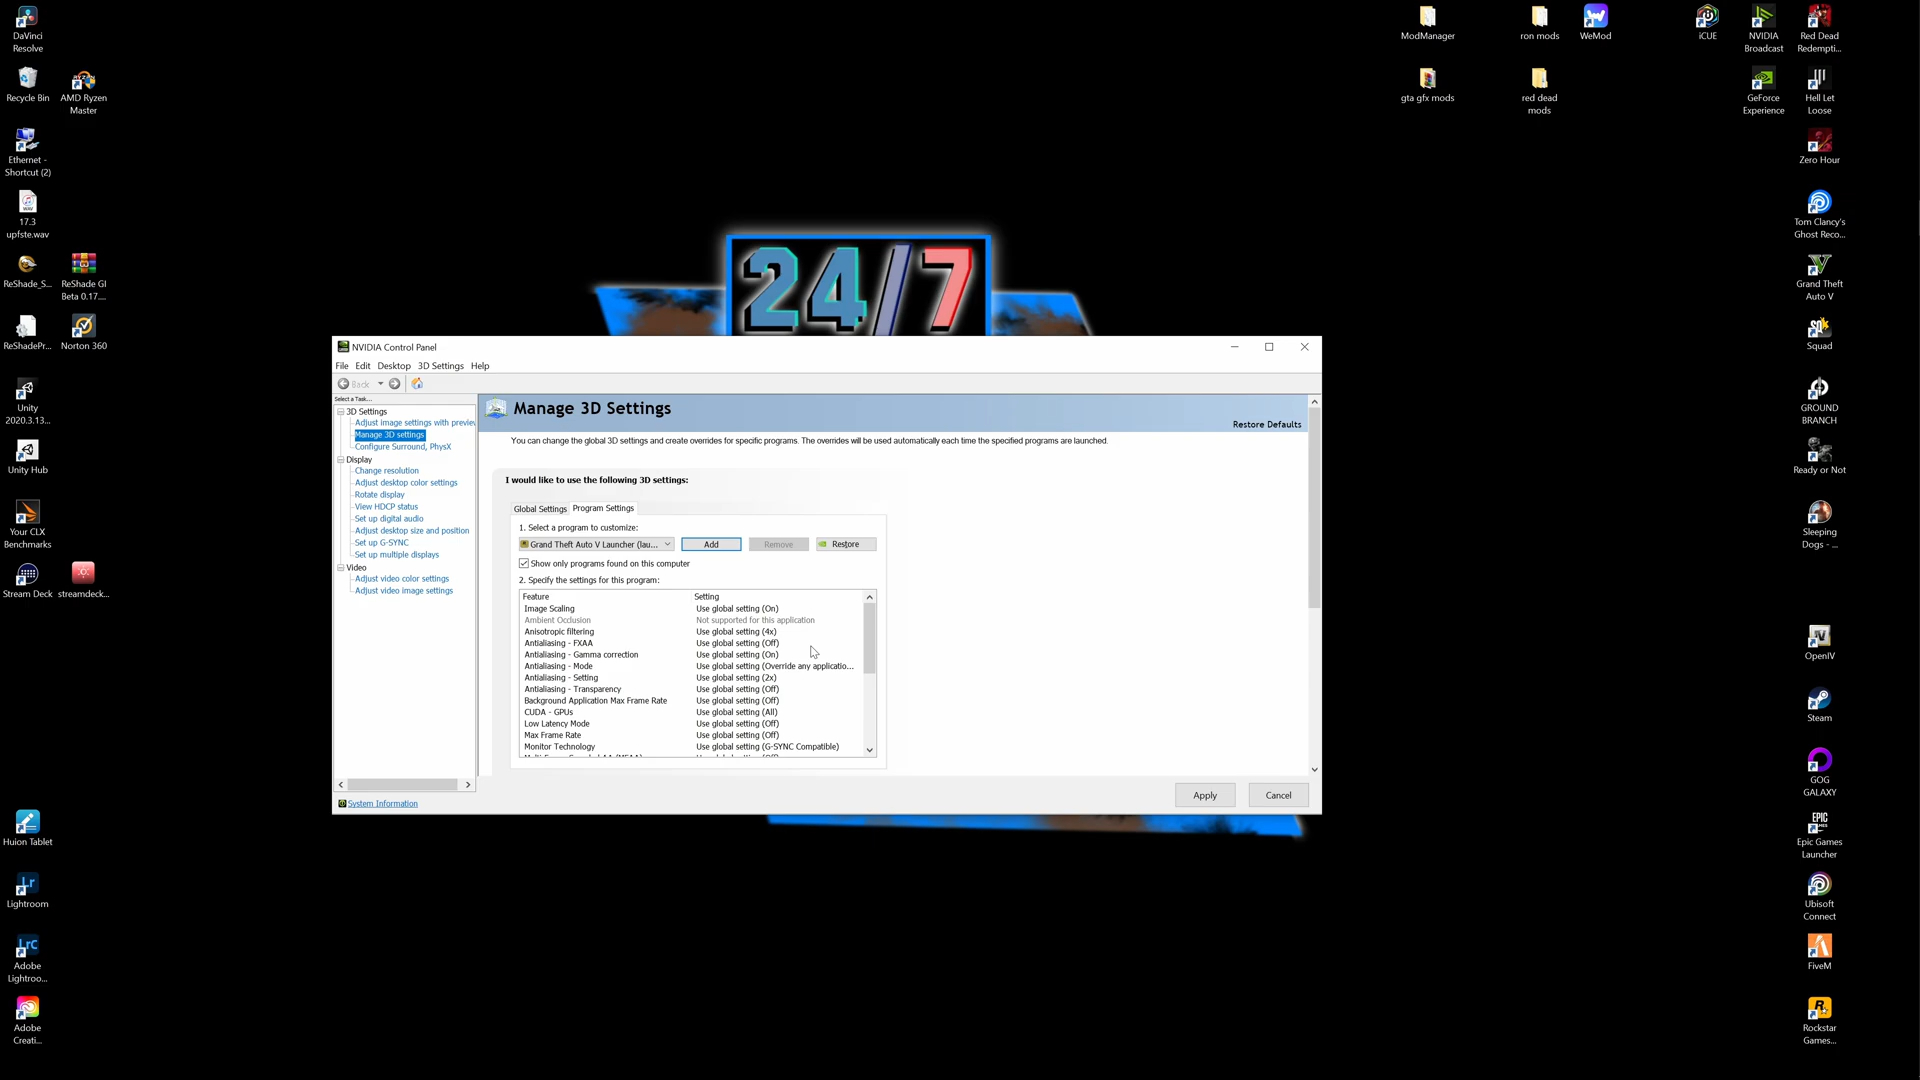 DaVinci
Resolve
Recycle Bin
AMD Ryzen
Master
Ethernet -
Shortcut (2)
17.3
upfste.wav
ReShade_S...
ReShade GI
Beta 0.17....
ReShadePr...
Norton 360
Unity
2020.3.13...
Unity Hub
Your CLX
Benchmarks
Stream Deck
streamdeck...
Huion Tablet
Lightroom
Adobe
Lightroo...
Adobe
Creati...
24/7
NVIDIA Control Panel
File Edit Desktop 3D Settings Help
Back
Select a Task...
3D Settings
Adjust image settings with preview
Manage 3D settings
Configure Surround, PhysX
Display
Change resolution
Adjust desktop color settings
Rotate display
View HDCP status
Set up digital audio
Adjust desktop size and position
Set up G-SYNC
Set up multiple displays
Video
Adjust video color settings
Adjust video image settings
System Information
Manage 3D Settings
Restore Defaults
You can change the global 3D settings and create overrides for specific programs. The overrides will be used automatically each time the specified programs are launched.
I would like to use the following 3D settings:
Global Settings Program Settings
1. Select a program to customize:
Grand Theft Auto V Launcher (lau... Add Remove Restore
Show only programs found on this computer
2. Specify the settings for this program:
Feature Setting
Image Scaling Use global setting (On)
Ambient Occlusion Not supported for this application
Anisotropic filtering Use global setting (4x)
Antialiasing - FXAA Use global setting (Off)
Antialiasing - Gamma correction Use global setting (On)
Antialiasing - Mode Use global setting (Override any applicatio...
Antialiasing - Setting Use global setting (2x)
Antialiasing - Transparency Use global setting (Off)
Background Application Max Frame Rate Use global setting (Off)
CUDA - GPUs Use global setting (All)
Low Latency Mode Use global setting (Off)
Max Frame Rate Use global setting (Off)
Monitor Technology Use global setting (G-SYNC Compatible)
Apply Cancel
ModManager
ron mods
WeMod
iCUE
NVIDIA
Broadcast
Red Dead
Redempti...
gta gfx mods
red dead
mods
GeForce
Experience
Hell Let
Loose
Zero Hour
Tom Clancy's
Ghost Reco...
Grand Theft
Auto V
Squad
GROUND
BRANCH
Ready or Not
Sleeping
Dogs - ...
OpenIV
Steam
GOG
GALAXY
Epic Games
Launcher
Ubisoft
Connect
FiveM
Rockstar
Games...